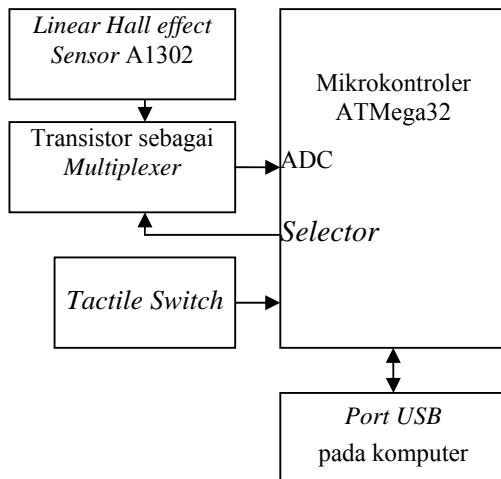 Linear Hall effect
Sensor A1302
Mikrokontroler
ATMega32
Transistor sebagai
Multiplexer
ADC
Selector
Tactile Switch
Port USB
pada komputer